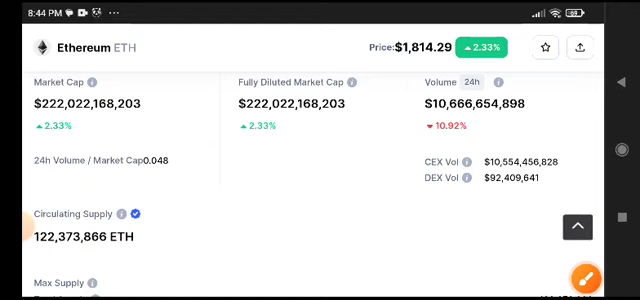 8:44 PM
69
Ethereum ETH
Price: $1,814.29 ▲ 2.33%
Market Cap
$222,022,168,203
▲ 2.33%
Fully Diluted Market Cap
$222,022,168,203
▲ 2.33%
Volume 24h
$10,666,654,898
▼ 10.92%
24h Volume / Market Cap 0.048
CEX Vol $10,554,456,828
DEX Vol $92,409,641
Circulating Supply
122,373,866 ETH
Max Supply